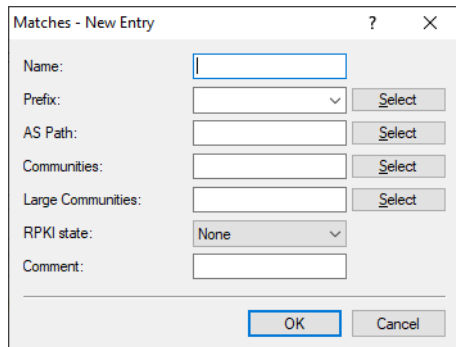 Matches - New Entry ? ×
Name:
Prefix: Select
AS Path: Select
Communities: Select
Large Communities: Select
RPKI state: None
Comment:
OK Cancel